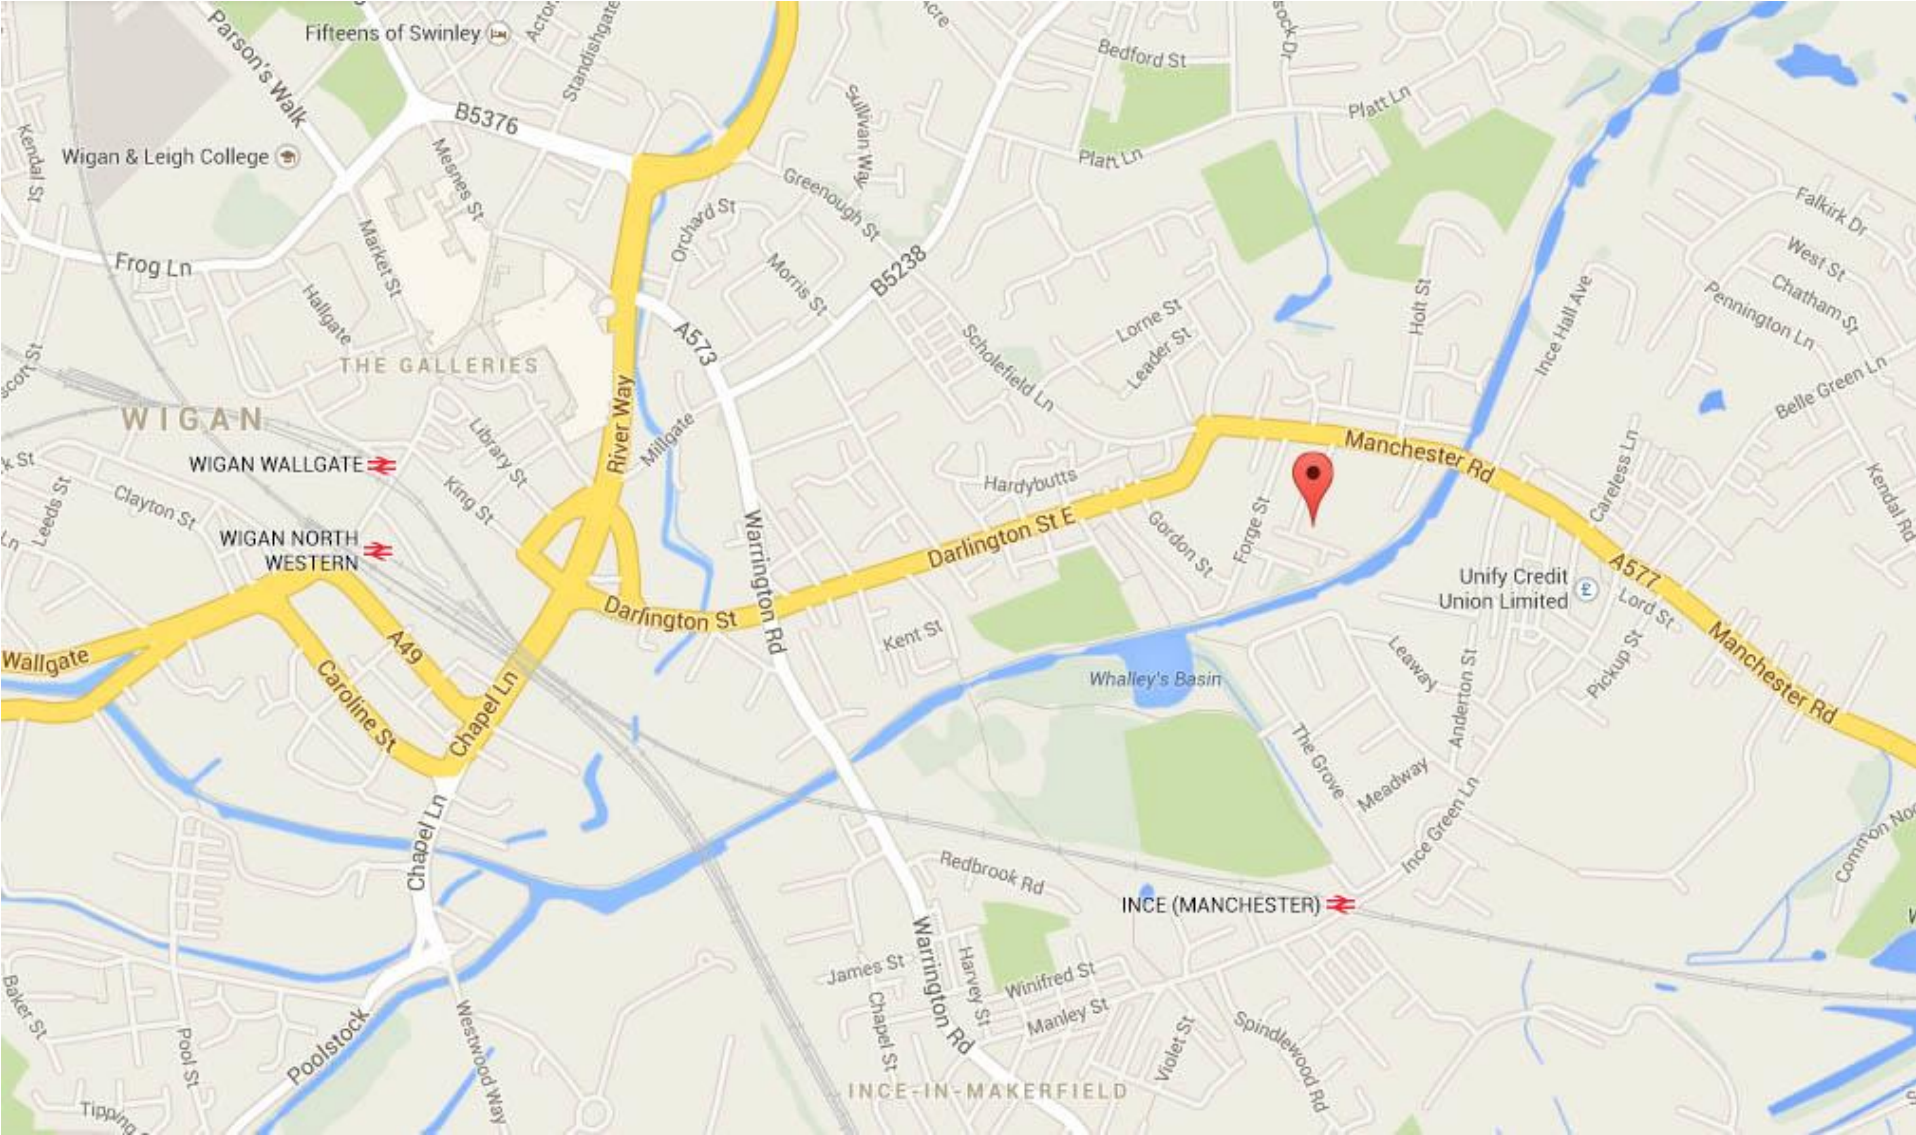 Fifteens of Swinley
Standishgate
Parson's Walk
B5376
Bedford St
Platt Ln
Kendal St
Wigan & Leigh College
Mesnes St
Sullivan Way
Platt Ln
Greenough St
Falkirk Dr
Orchard St
Market St
Frog Ln
West St
Morris St
B5238
Chatham St
Hallgate
Holt St
Ince Hall Ave
Pennington Ln
Lorne St
Leader St
A573
Scholefield Ln
THE GALLERIES
Belle Green Ln
WIGAN
River Way
Library St
Millgate
Manchester Rd
WIGAN WALLGATE
Careless Ln
Kendal Rd
Hardybutts
King St
Clayton St
Leeds St
Warrington Rd
Darlington St E
Gordon St
Forge St
WIGAN NORTH
WESTERN
A577
Unify Credit
Union Limited
Lord St
Darlington St
Kent St
A49
Wallgate
Leaway
Pickup St
Manchester Rd
Whalley's Basin
Anderton St
Caroline St
Chapel Ln
The Grove
Meadway
Chapel Ln
Ince Green Ln
Redbrook Rd
INCE (MANCHESTER)
Warrington Rd
James St
Harvey St
Winifred St
Manley St
Chapel St
Baker St
Pool St
Poolstock
Westwood Way
Violet St
Spindlewood Rd
INCE-IN-MAKERFIELD